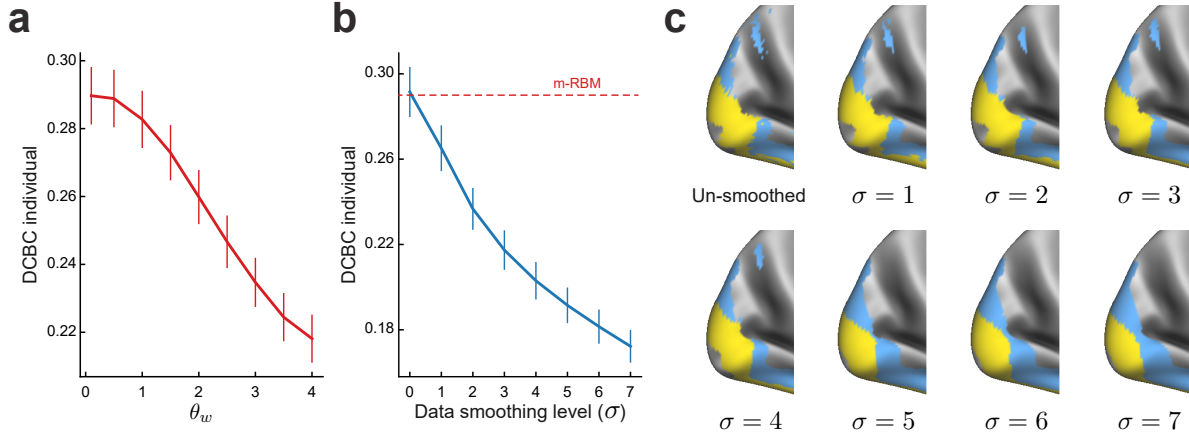 a
DCBC individual
0.30
0.28
0.26
0.24
0.22
0 1 2 3 4
θw
b
DCBC individual
0.30
0.26
0.22
0.18
m-RBM
0 1 2 3 4 5 6 7
Data smoothing level (σ)
c
Un-smoothed σ = 1 σ = 2 σ = 3
σ = 4 σ = 5 σ = 6 σ = 7